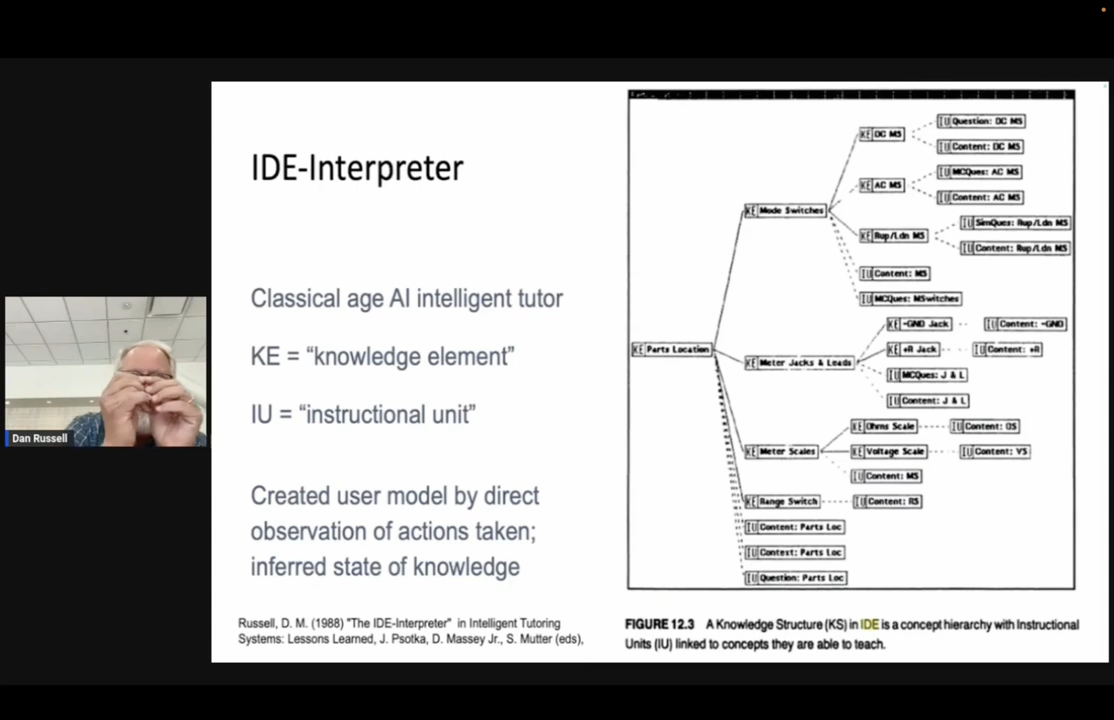 IDE-Interpreter
Classical age AI intelligent tutor
KE = “knowledge element”
IU = “instructional unit”
Created user model by direct
observation of actions taken;
inferred state of knowledge
Russell, D. M. (1988) "The IDE-Interpreter" in Intelligent Tutoring
Systems: Lessons Learned, J. Psotka, D. Massey Jr., S. Mutter (eds),
Dan Russell
KE Parts Location
KE Mode Switches
KE DC MS
IU Question: DC MS
IU Content: DC MS
KE AC MS
IU MCQues: AC MS
IU Content: AC MS
KE Rup/Ldn MS
IU SimQues: Rup/Ldn MS
IU Content: Rup/Ldn MS
IU Content: MS
IU MCQues: MSwitches
KE Meter Jacks & Leads
KE -GND Jack
IU Content: -GND
KE +R Jack
IU Content: +R
IU MCQues: J & L
IU Content: J & L
KE Meter Scales
KE Ohms Scale
IU Content: OS
KE Voltage Scale
IU Content: VS
IU Content: MS
KE Range Switch
IU Content: RS
IU Content: Parts Loc
IU Context: Parts Loc
IU Question: Parts Loc
FIGURE 12.3 A Knowledge Structure (KS) in IDE is a concept hierarchy with Instructional
Units (IU) linked to concepts they are able to teach.